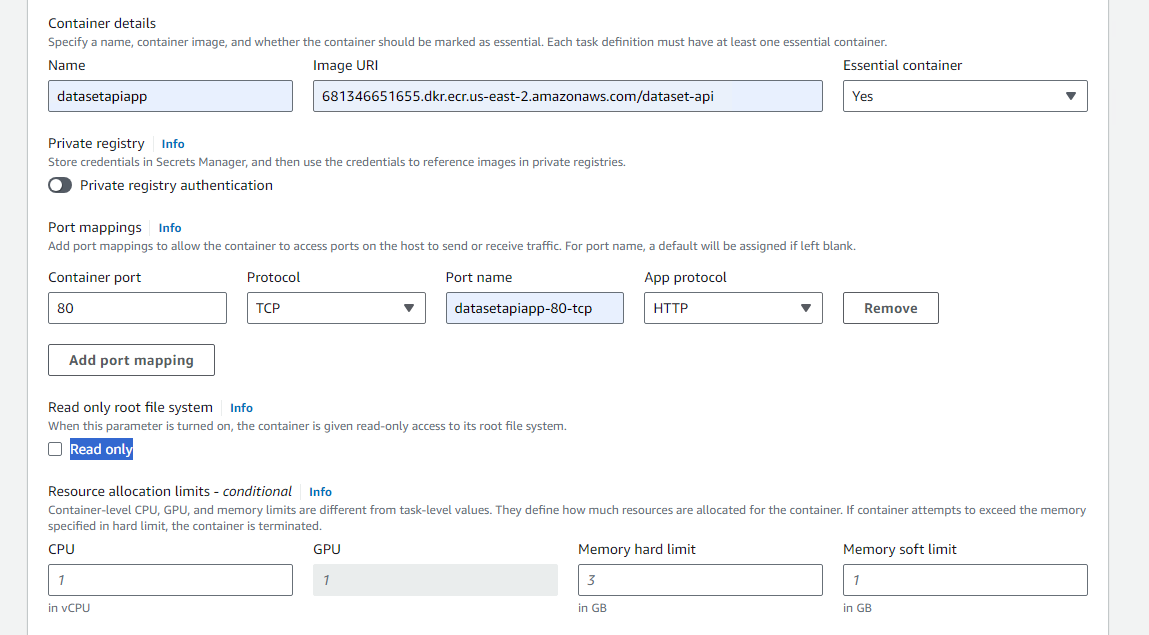 Container details
Specify a name, container image, and whether the container should be marked as essential. Each task definition must have at least one essential container.
Name Image URI Essential container
datasetapiapp 681346651655.dkr.ecr.us-east-2.amazonaws.com/dataset-api Yes
Private registry Info
Store credentials in Secrets Manager, and then use the credentials to reference images in private registries.
Private registry authentication
Port mappings Info
Add port mappings to allow the container to access ports on the host to send or receive traffic. For port name, a default will be assigned if left blank.
Container port Protocol Port name App protocol
80 TCP datasetapiapp-80-tcp HTTP Remove
Add port mapping
Read only root file system Info
When this parameter is turned on, the container is given read-only access to its root file system.
Read only
Resource allocation limits - conditional Info
Container-level CPU, GPU, and memory limits are different from task-level values. They define how much resources are allocated for the container. If container attempts to exceed the memory
specified in hard limit, the container is terminated.
CPU GPU Memory hard limit Memory soft limit
1 1 3 1
in vCPU in GB in GB